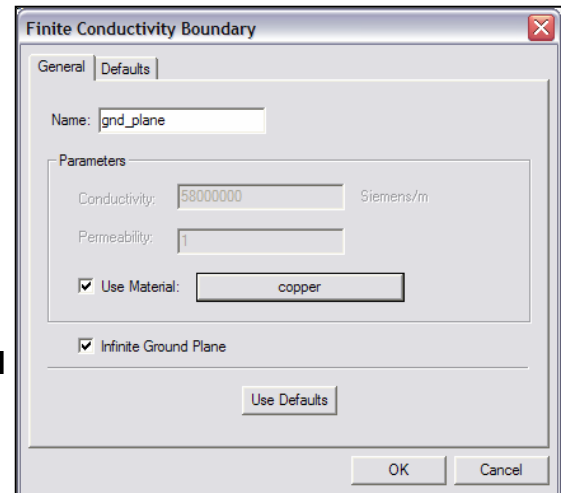 Finite Conductivity Boundary
General Defaults
Name: gnd_plane
Parameters
Conductivity: 58000000 Siemens/m
Permeability: 1
Use Material: copper
Infinite Ground Plane
Use Defaults
OK Cancel